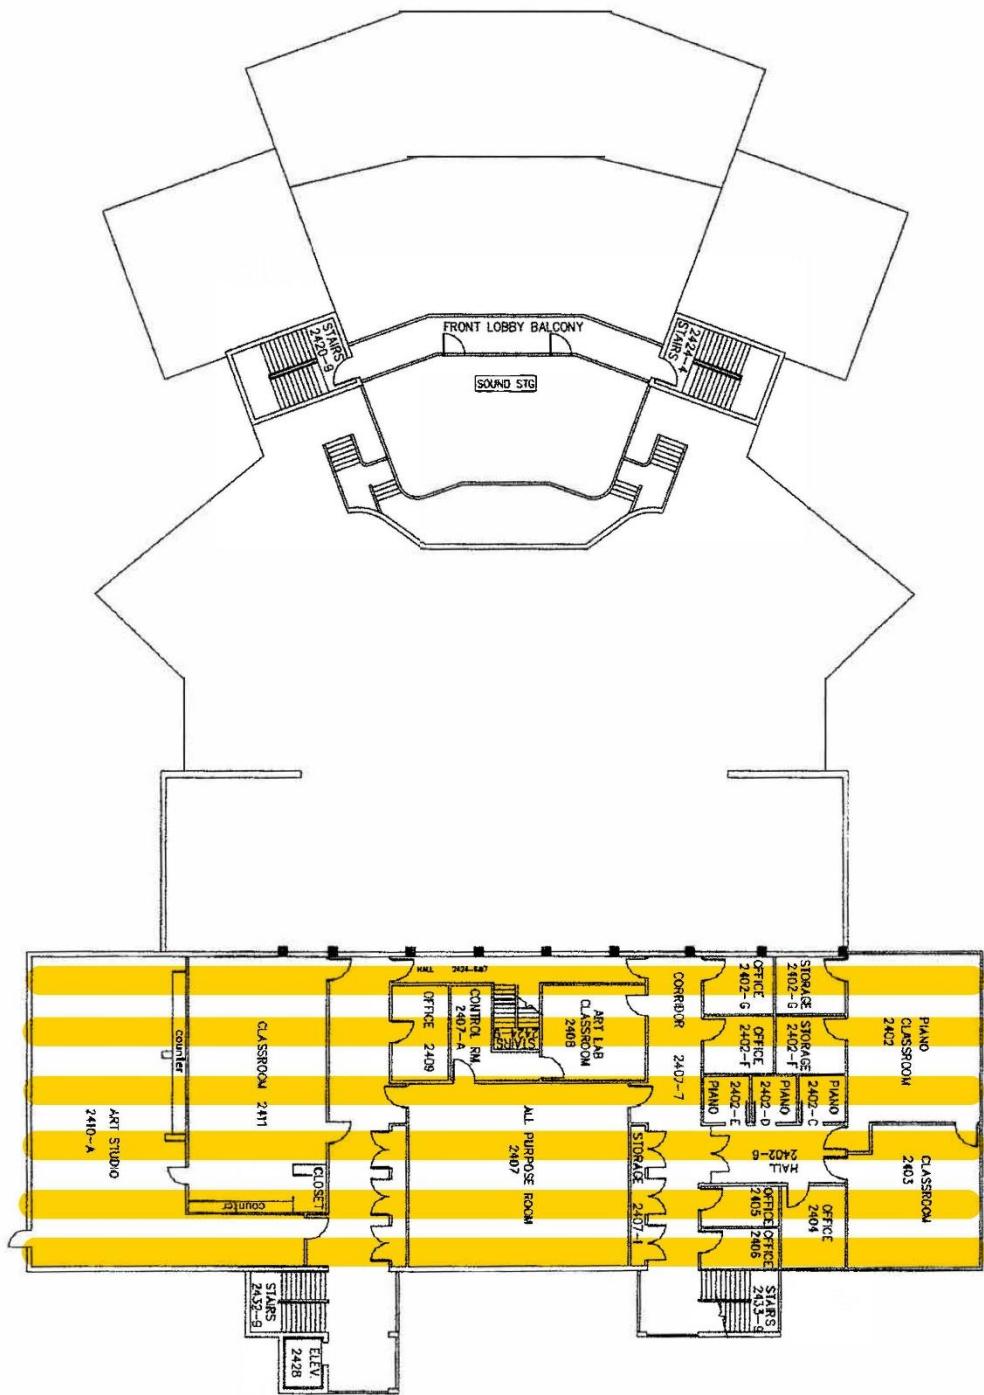 FRONT LOBBY BALCONY
STAIRS
2420-9
2424-4
STAIRS
SOUND STG
HALL
CORRIDOR
2407-7
OFFICE
2402-G
STORAGE
2402-G
OFFICE
2402-F
STORAGE
2402-F
PIANO
2402-E
2402-D
PIANO
2402-C
PIANO
PIANO
CLASSROOM
2402
CONTROL RM
2407-A
OFFICE 2409
STAIRS
ART LAB
CLASSROOM
2408
CLASSROOM 2411
counter
ART STUDIO
2410-A
ALL PURPOSE ROOM
2407
STORAGE 2407-1
HALL
2402-6
CLASSROOM
2403
CLOSET
counter
OFFICE
2405
OFFICE
2406
OFFICE
2404
STAIRS
2432-9
STAIRS
2433-9
ELEV.
2428